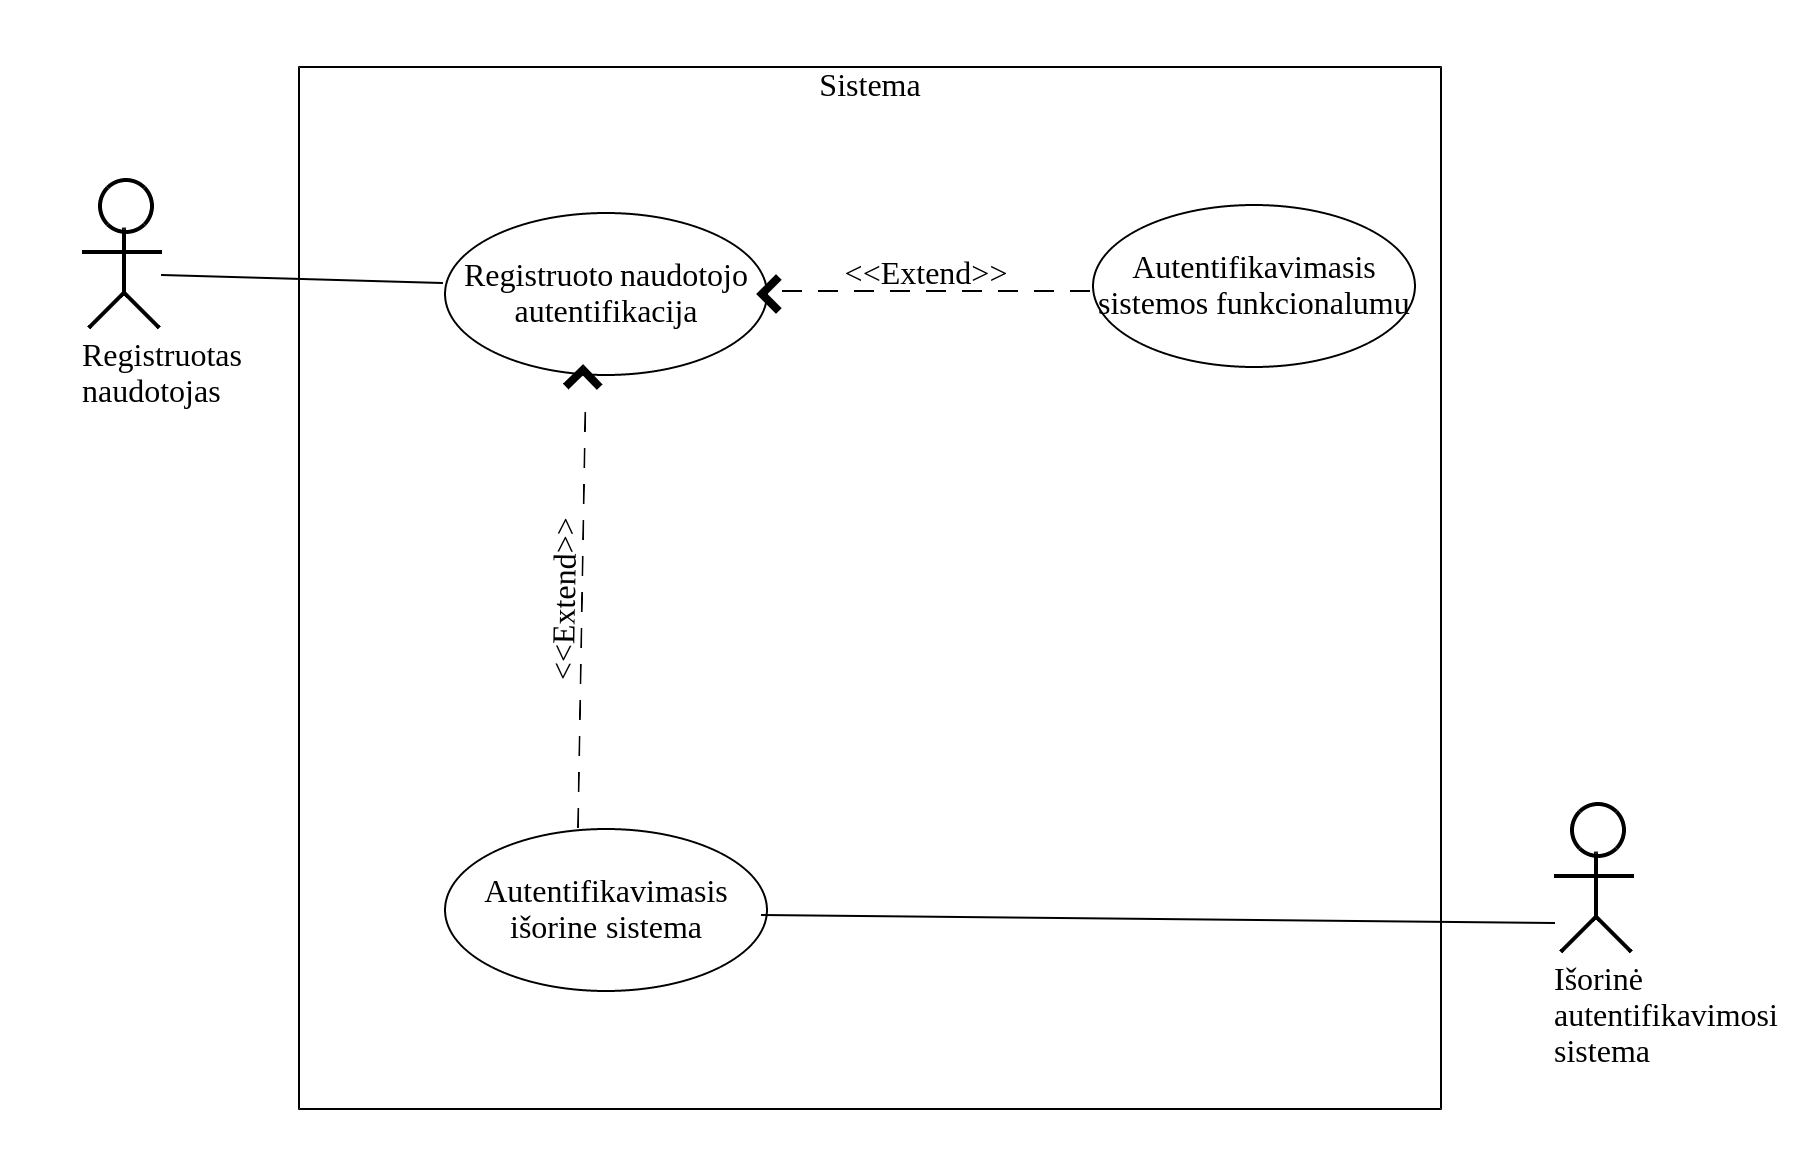 Sistema
Registruotas
naudotojas
Registruoto naudotojo
autentifikacija
<<Extend>>
Autentifikavimasis
sistemos funkcionalumu
<<Extend>>
Autentifikavimasis
išorine sistema
Išorinė
autentifikavimosi
sistema